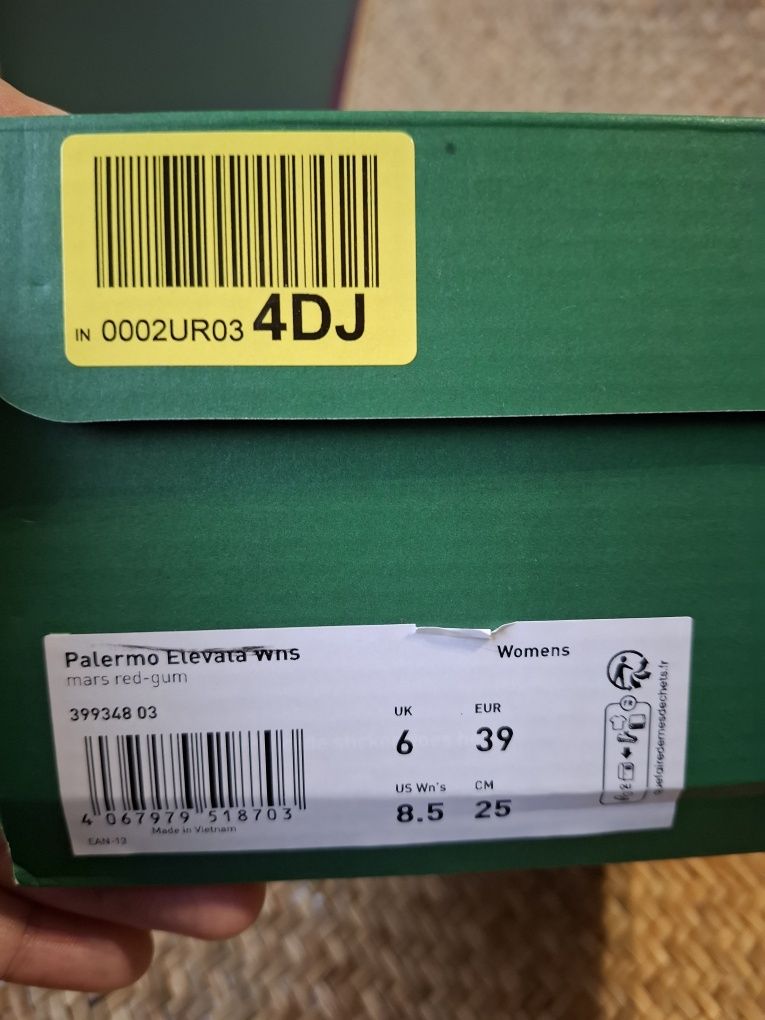 IN 0002UR03 4DJ
Palermo Elevata Wns
mars red-gum
Womens
399348 03
UK
6
EUR
39
US Wn's
8.5
CM
25
4 067979 518703
Made in Vietnam
EAN-13
FR